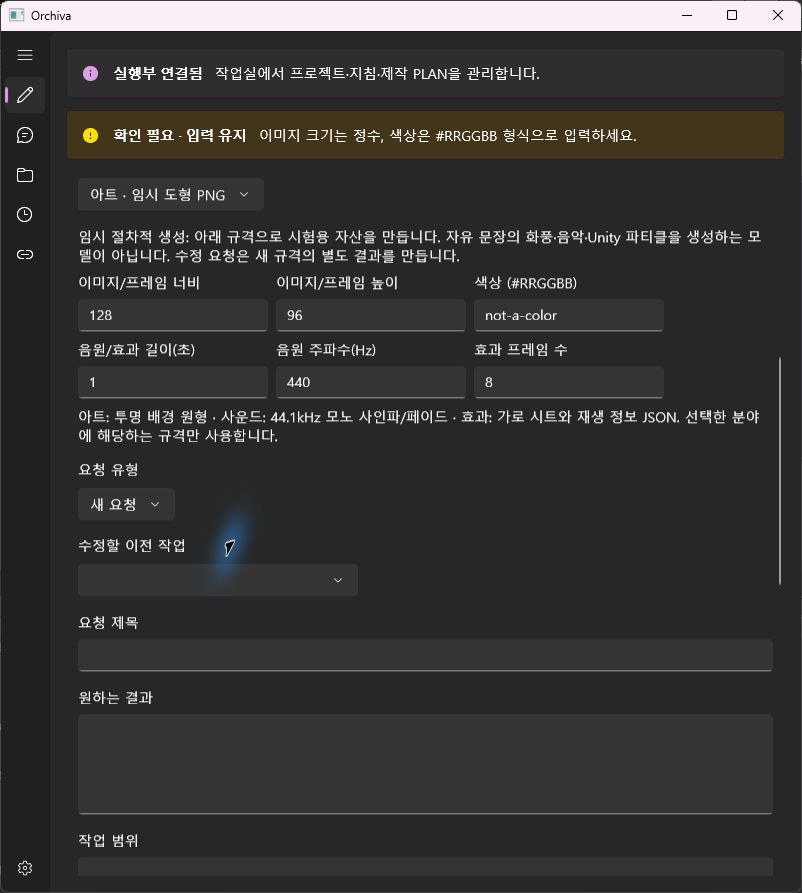 Orchiva
실행부 연결됨 작업실에서 프로젝트·지침·제작 PLAN을 관리합니다.
확인 필요 · 입력 유지 이미지 크기는 정수, 색상은 #RRGGBB 형식으로 입력하세요.
아트 · 임시 도형 PNG
임시 절차적 생성: 아래 규격으로 시험용 자산을 만듭니다. 자유 문장의 화풍·음악·Unity 파티클을 생성하는 모
델이 아닙니다. 수정 요청은 새 규격의 별도 결과를 만듭니다.
이미지/프레임 너비 이미지/프레임 높이 색상 (#RRGGBB)
128 96 not-a-color
음원/효과 길이(초) 음원 주파수(Hz) 효과 프레임 수
1 440 8
아트: 투명 배경 원형 · 사운드: 44.1kHz 모노 사인파/페이드 · 효과: 가로 시트와 재생 정보 JSON. 선택한 분야
에 해당하는 규격만 사용합니다.
요청 유형
새 요청
수정할 이전 작업
요청 제목
원하는 결과
작업 범위